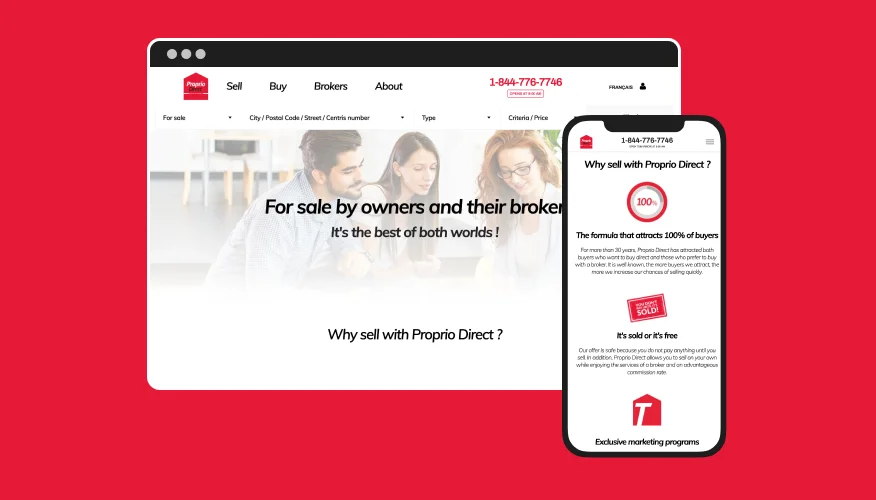 Proprio
Direct
Sell
Buy
Brokers
About
1-844-776-7746
OPENS AT 9:00 AM
FRANÇAIS
For sale
City / Postal Code / Street / Centris number
Type
Criteria / Price
For sale by owners and their broker
It's the best of both worlds !
Why sell with Proprio Direct ?
1-844-776-7746
Why sell with Proprio Direct ?
100%
The formula that attracts 100% of buyers
For more than 30 years, Proprio Direct has attracted both
buyers who want to buy direct and those who prefer to buy
with a broker. It is well known, the more buyers we attract, the
more we increase our chances of selling quickly.
SOLD!
It's sold or it's free
Our offer is safe because you do not pay anything until you
sell. In addition, Proprio Direct allows you to sell on your own
while enjoying the services of a broker and an advantageous
commission rate.
T
Exclusive marketing programs